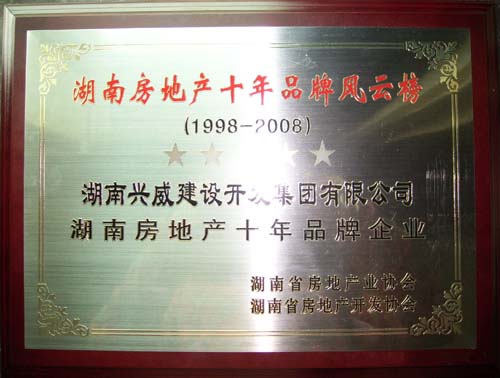 湖南房地产十年品牌风云榜
(1998-2008)
湖南兴威建设开发集团有限公司
湖南房地产十年品牌企业
湖南省房地产业协会
湖南省房地产开发协会